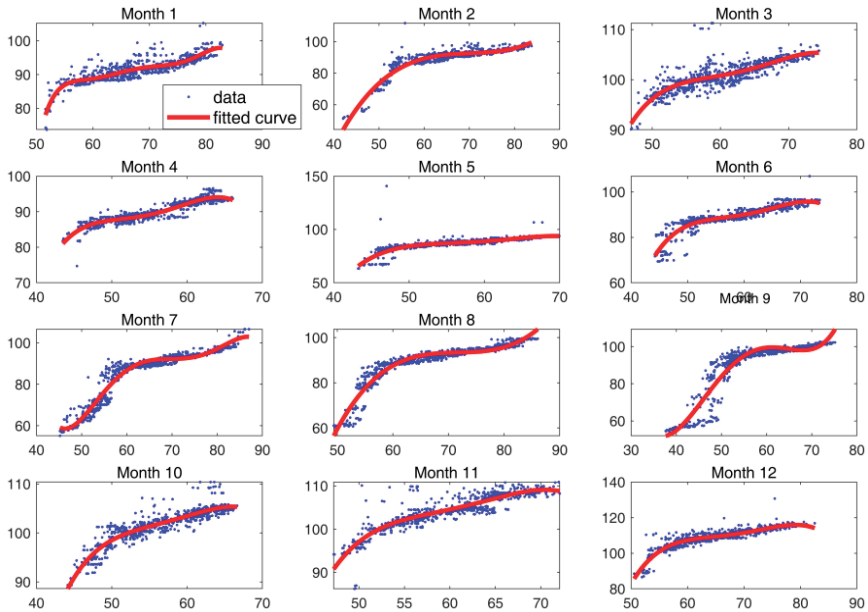 Month 1 Month 2 Month 3
100 90 80
100 80 60
110 100 90
data
fitted curve
50 60 70 80 90
40 50 60 70 80 90
50 60 70 80
Month 4 Month 5 Month 6
100 90 80 70
150 100 50
100 80 60
40 50 60 70
40 50 60 70
40 50 60 70 80
Month 7 Month 8 Month 9
100 80 60
100 80 60
100 80 60
40 50 60 70 80 90
50 60 70 80 90
30 40 50 60 70 80
Month 10 Month 11 Month 12
110 100 90
110 100 90
140 120 100 80
40 50 60 70
50 55 60 65 70
50 60 70 80 90